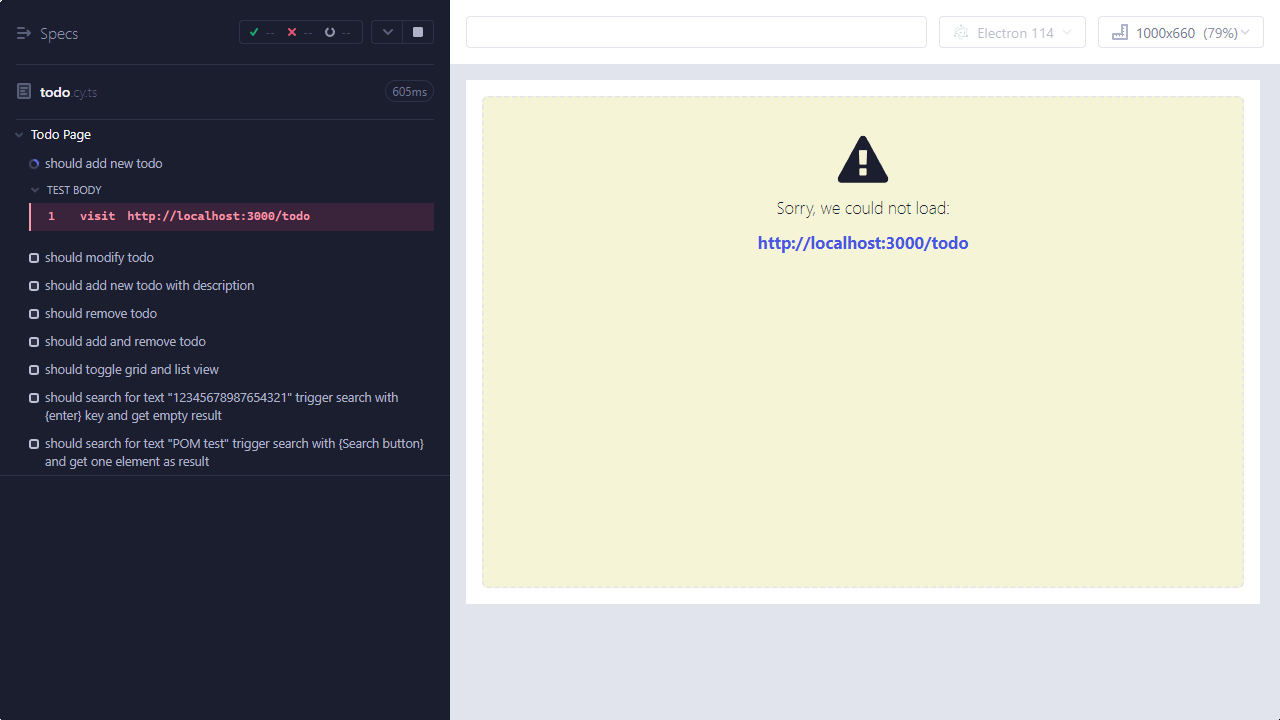 Specs
-- -- --
todo.cy.ts
605ms
Todo Page
should add new todo
TEST BODY
1 visit http://localhost:3000/todo
should modify todo
should add new todo with description
should remove todo
should add and remove todo
should toggle grid and list view
should search for text "12345678987654321" trigger search with
{enter} key and get empty result
should search for text "POM test" trigger search with {Search button}
and get one element as result
Electron 114
1000x660 (79%)
Sorry, we could not load:
http://localhost:3000/todo